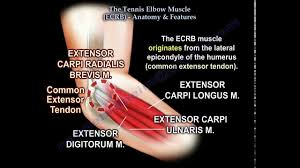 The Tennis Elbow Muscle
(ECRB) - Anatomy & Features
The ECRB muscle
originates from the lateral
epicondyle of the humerus
(common extensor tendon).
EXTENSOR
CARPI RADIALIS
BREVIS M.
Common
Extensor
Tendon
EXTENSOR
CARPI LONGUS M.
EXTENSOR CARPI
ULNARIS M.
EXTENSOR
DIGITORUM M.